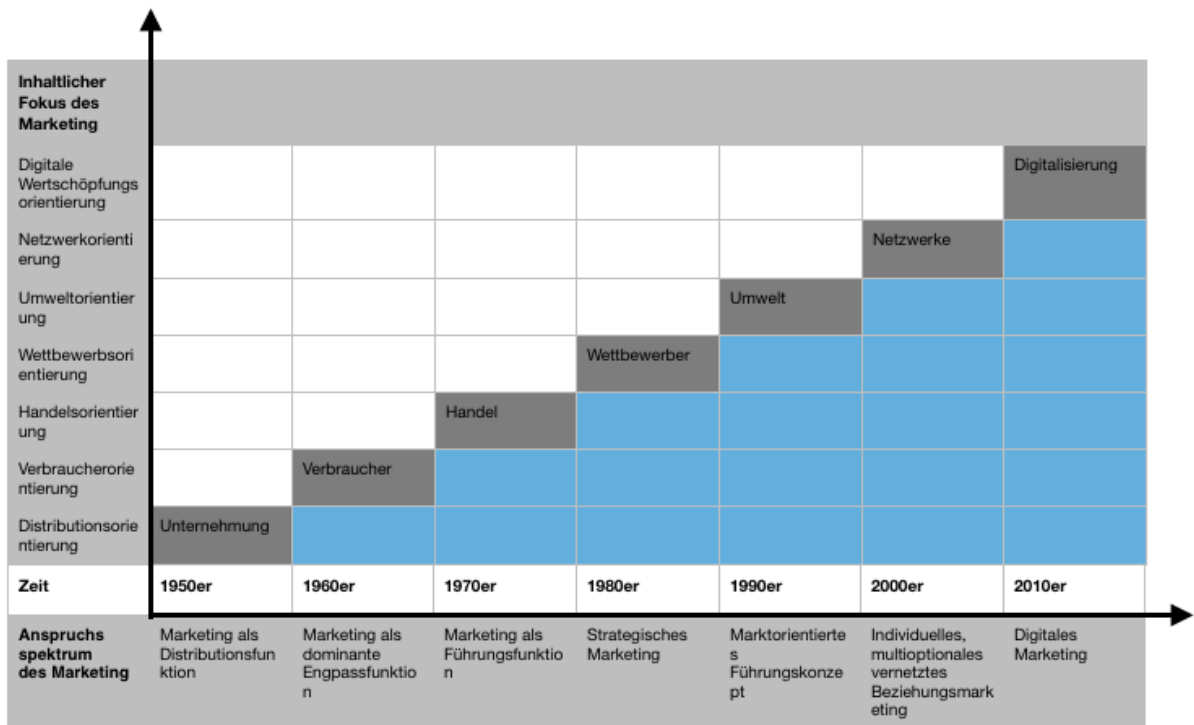 Inhaltlicher
Fokus des
Marketing
Digitale
Wertschöpfungs
orientierung
Digitalisierung
Netzwerkorienti
erung
Netzwerke
Umweltorientier
ung
Umwelt
Wettbewerbsori
entierung
Wettbewerber
Handelsorientier
ung
Handel
Verbraucherorie
ntierung
Verbraucher
Distributionsorie
ntierung
Unternehmung
Zeit
1950er
1960er
1970er
1980er
1990er
2000er
2010er
Anspruchs
spektrum
des Marketing
Marketing als
Distributionsfun
ktion
Marketing als
dominante
Engpassfunktio
n
Marketing als
Führungsfunktio
n
Strategisches
Marketing
Marktorientierte
s
Führungskonze
pt
Individuelles,
multioptionales
vernetztes
Beziehungsmark
eting
Digitales
Marketing